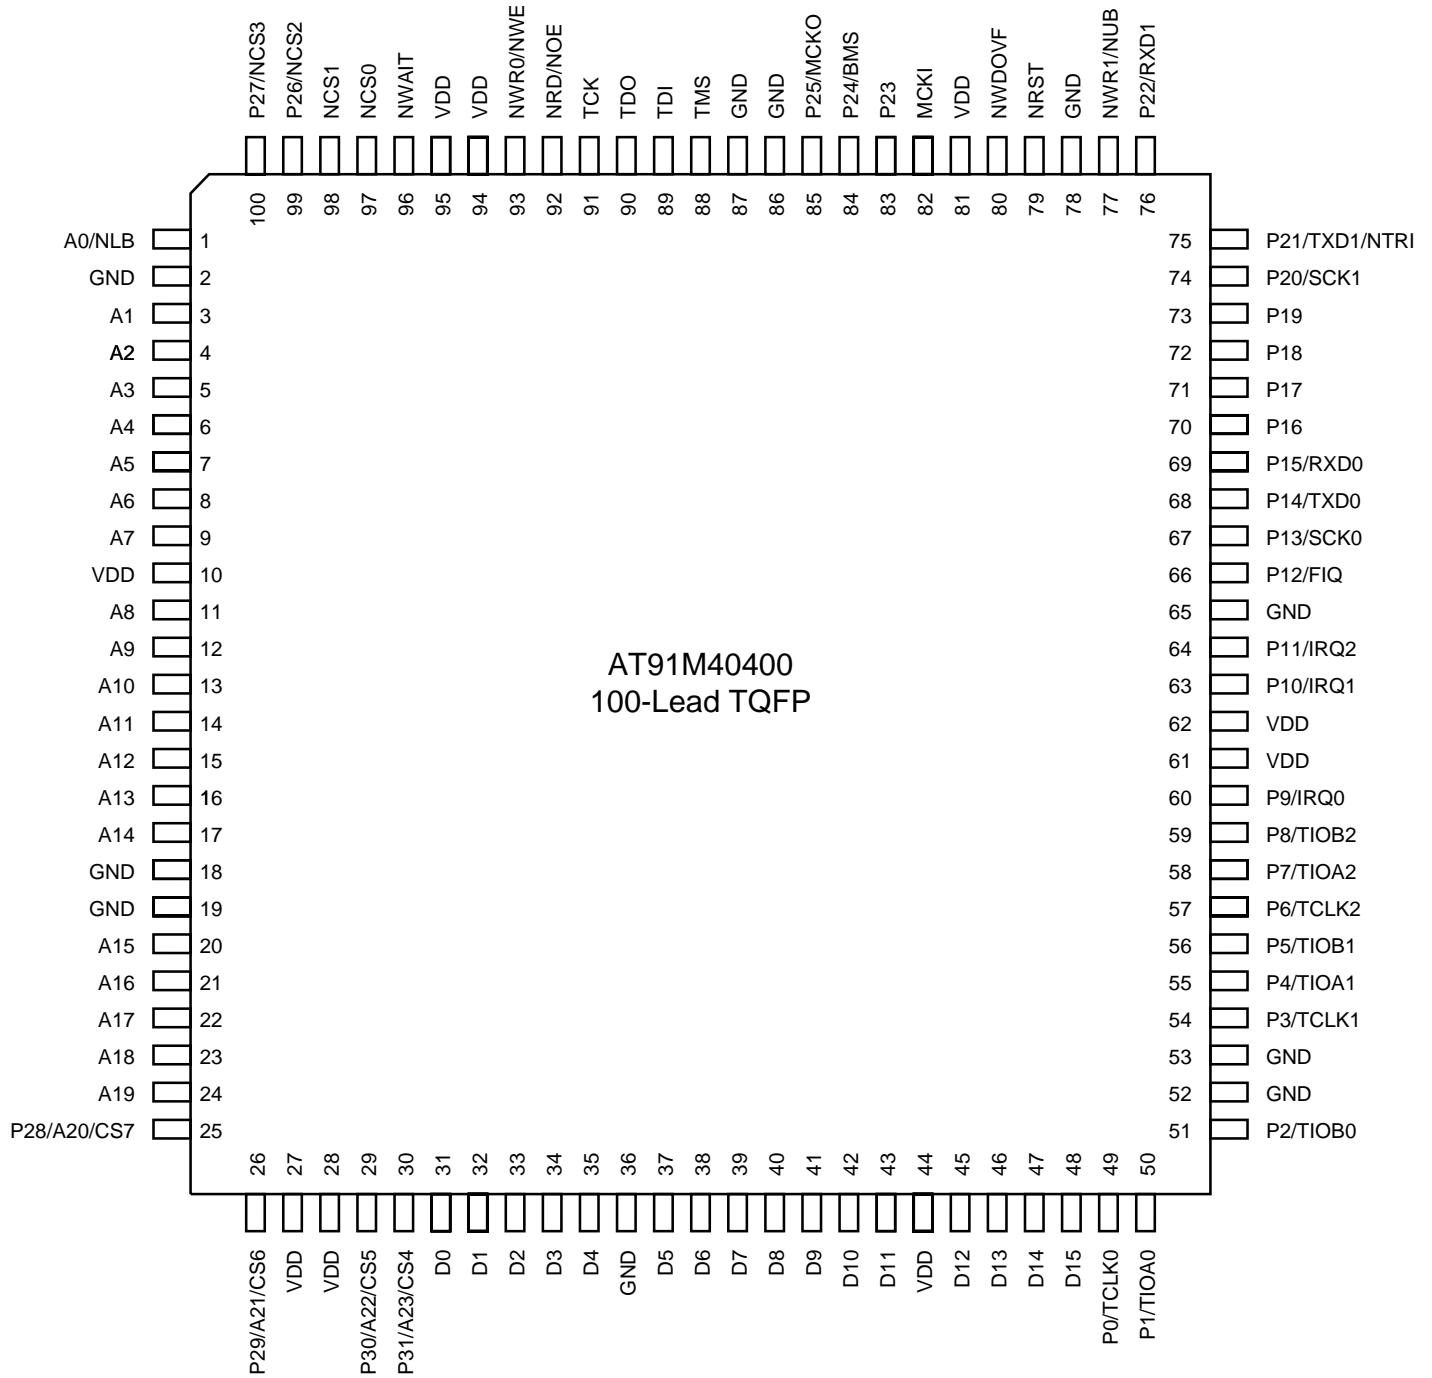 P27/NCS3
P26/NCS2
NCS1
NCS0
NWAIT
VDD
VDD
NWR0/NWE
NRD/NOE
TCK
TDO
TDI
TMS
GND
GND
P25/MCKO
P24/BMS
P23
MCKI
VDD
NWDOVF
NRST
GND
NWR1/NUB
P22/RXD1
100
99
98
97
96
95
94
93
92
91
90
89
88
87
86
85
84
83
82
81
80
79
78
77
76
A0/NLB 1
GND 2
A1 3
A2 4
A3 5
A4 6
A5 7
A6 8
A7 9
VDD 10
A8 11
A9 12
A10 13
A11 14
A12 15
A13 16
A14 17
GND 18
GND 19
A15 20
A16 21
A17 22
A18 23
A19 24
P28/A20/CS7 25
AT91M40400
100-Lead TQFP
75 P21/TXD1/NTRI
74 P20/SCK1
73 P19
72 P18
71 P17
70 P16
69 P15/RXD0
68 P14/TXD0
67 P13/SCK0
66 P12/FIQ
65 GND
64 P11/IRQ2
63 P10/IRQ1
62 VDD
61 VDD
60 P9/IRQ0
59 P8/TIOB2
58 P7/TIOA2
57 P6/TCLK2
56 P5/TIOB1
55 P4/TIOA1
54 P3/TCLK1
53 GND
52 GND
51 P2/TIOB0
26
27
28
29
30
31
32
33
34
35
36
37
38
39
40
41
42
43
44
45
46
47
48
49
50
P29/A21/CS6
VDD
VDD
P30/A22/CS5
P31/A23/CS4
D0
D1
D2
D3
D4
GND
D5
D6
D7
D8
D9
D10
D11
VDD
D12
D13
D14
D15
P0/TCLK0
P1/TIOA0